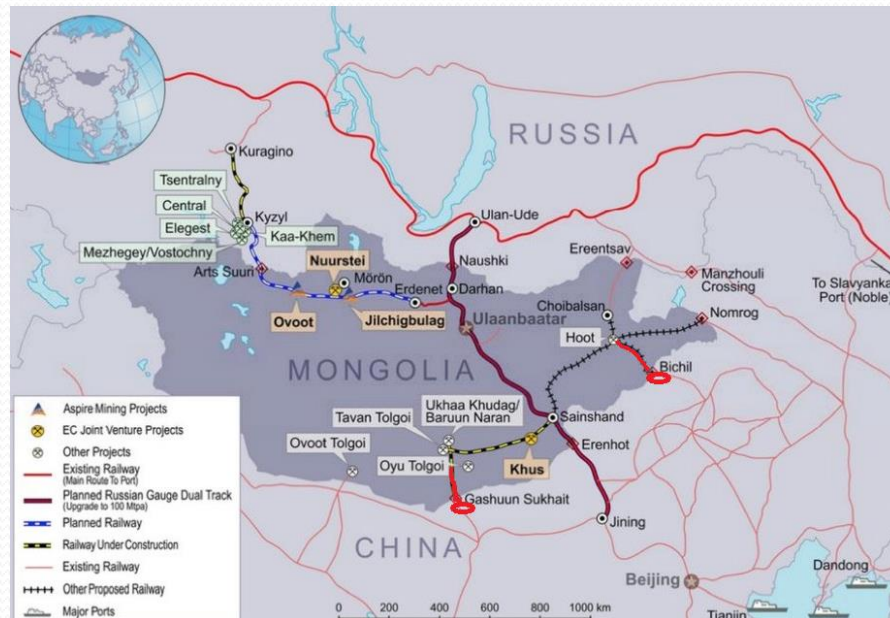 RUSSIA
Kuragino
Tsentralny
Central
Kyzyl
Elegest
Kaa-Khem
Mezhegey/Vostochny
Arts Suuri
Nuurstei
Mörön
Erdenet
Ovoot
Jilchigbulag
Ulan-Ude
Naushki
Darhan
Ulaanbaatar
Ereentsav
Manzhouli
Crossing
To Slavyanka
Port (Noble)
Choibalsan
Nomrog
Hoot
Bichil
MONGOLIA
Ukhaa Khudag/
Baruun Naran
Tavan Tolgoi
Sainshand
Ovoot Tolgoi
Erenhot
Oyu Tolgoi
Khus
Gashuun Sukhait
Jining
CHINA
Beijing
Dandong
Tianjin
Aspire Mining Projects
EC Joint Venture Projects
Other Projects
Existing Railway
(Main Route To Port)
Planned Russian Gauge Dual Track
(Upgrade to 100 Mtpa)
Planned Railway
Railway Under Construction
Existing Railway
Other Proposed Railway
Major Ports
0 200 400 600 800 1000 km